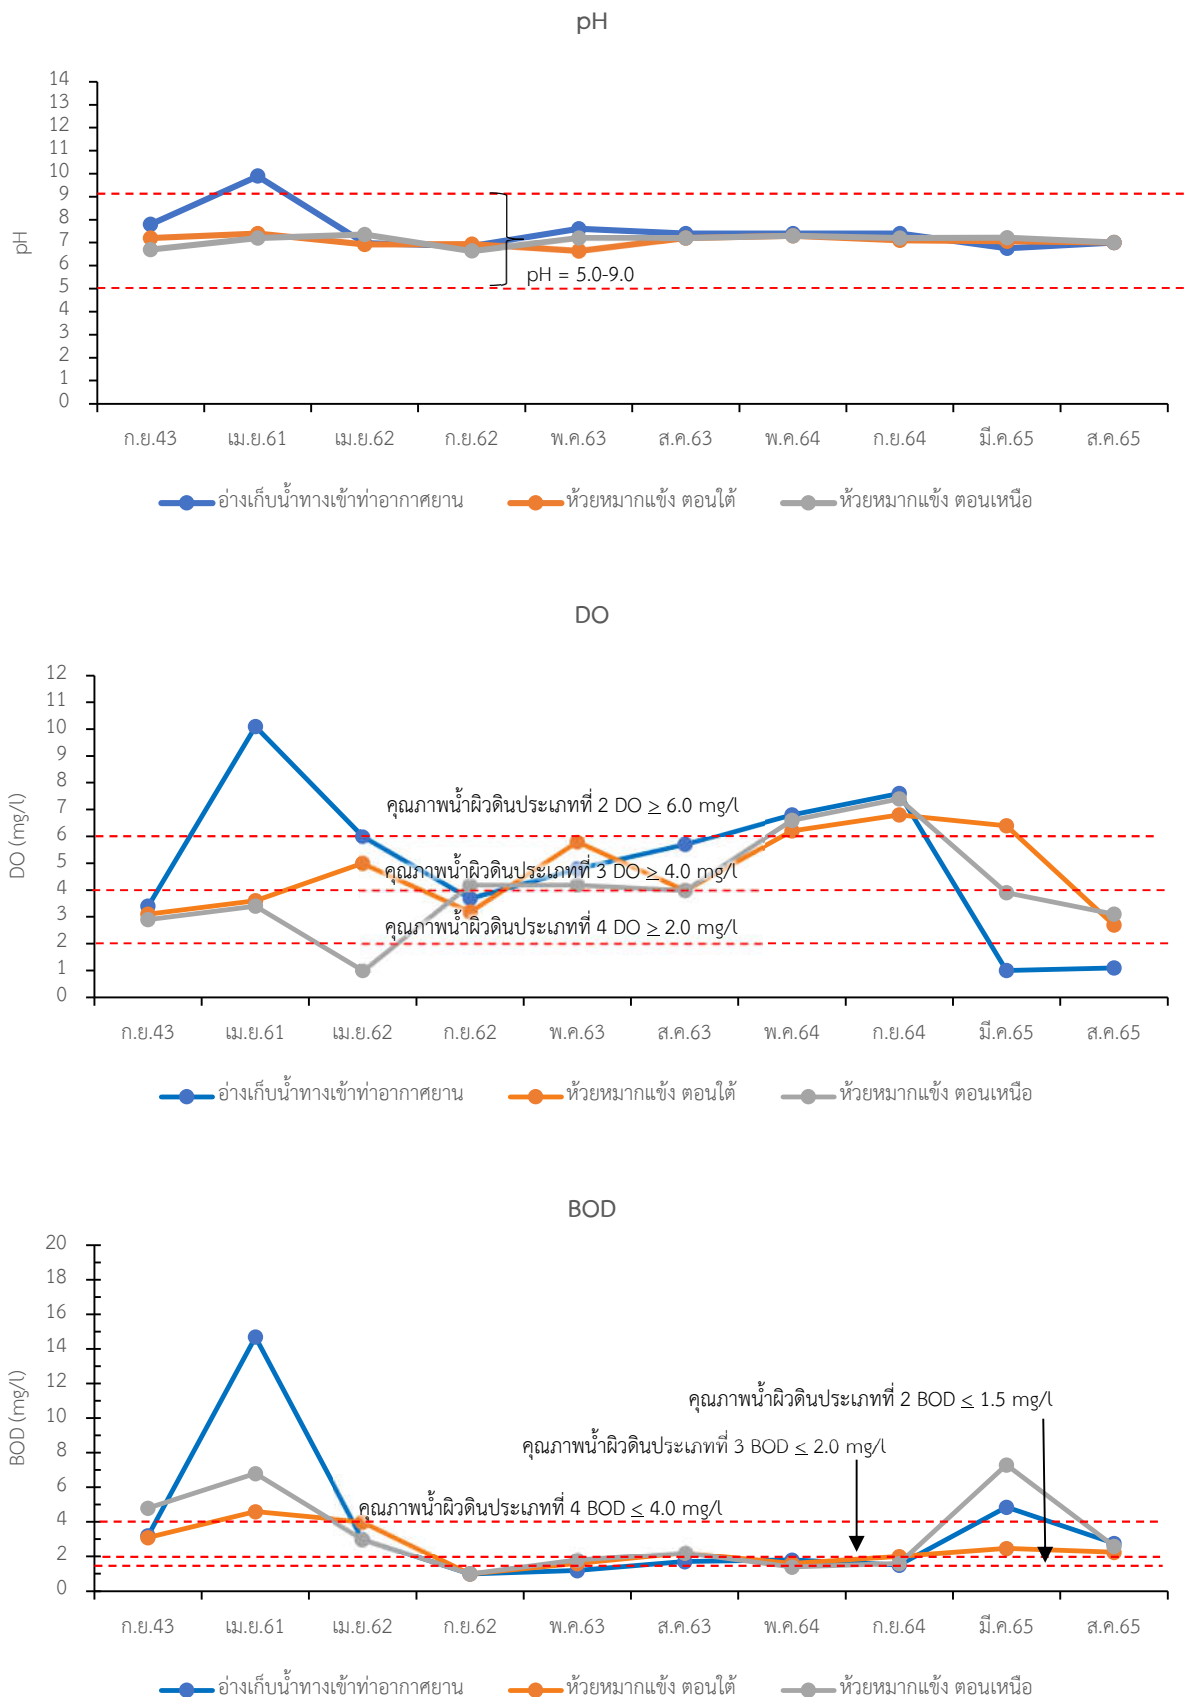 pH
14
13
12
11
10
9
8
7
6
5
4
3
2
1
0
pH
pH = 5.0-9.0
ก.ย.43 เม.ย.61 เม.ย.62 ก.ย.62 พ.ค.63 ส.ค.63 พ.ค.64 ก.ย.64 มี.ค.65 ส.ค.65
อ่างเก็บน้ำทางเข้าท่าอากาศยาน ห้วยหมากแข้ง ตอนใต้ ห้วยหมากแข้ง ตอนเหนือ
DO
12
11
10
9
8
7
6
5
4
3
2
1
0
DO (mg/l)
คุณภาพน้ำผิวดินประเภทที่ 2 DO ≥ 6.0 mg/l
คุณภาพน้ำผิวดินประเภทที่ 3 DO ≥ 4.0 mg/l
คุณภาพน้ำผิวดินประเภทที่ 4 DO ≥ 2.0 mg/l
ก.ย.43 เม.ย.61 เม.ย.62 ก.ย.62 พ.ค.63 ส.ค.63 พ.ค.64 ก.ย.64 มี.ค.65 ส.ค.65
อ่างเก็บน้ำทางเข้าท่าอากาศยาน ห้วยหมากแข้ง ตอนใต้ ห้วยหมากแข้ง ตอนเหนือ
BOD
20
18
16
14
12
10
8
6
4
2
0
BOD (mg/l)
คุณภาพน้ำผิวดินประเภทที่ 2 BOD ≤ 1.5 mg/l
คุณภาพน้ำผิวดินประเภทที่ 3 BOD ≤ 2.0 mg/l
คุณภาพน้ำผิวดินประเภทที่ 4 BOD ≤ 4.0 mg/l
ก.ย.43 เม.ย.61 เม.ย.62 ก.ย.62 พ.ค.63 ส.ค.63 พ.ค.64 ก.ย.64 มี.ค.65 ส.ค.65
อ่างเก็บน้ำทางเข้าท่าอากาศยาน ห้วยหมากแข้ง ตอนใต้ ห้วยหมากแข้ง ตอนเหนือ